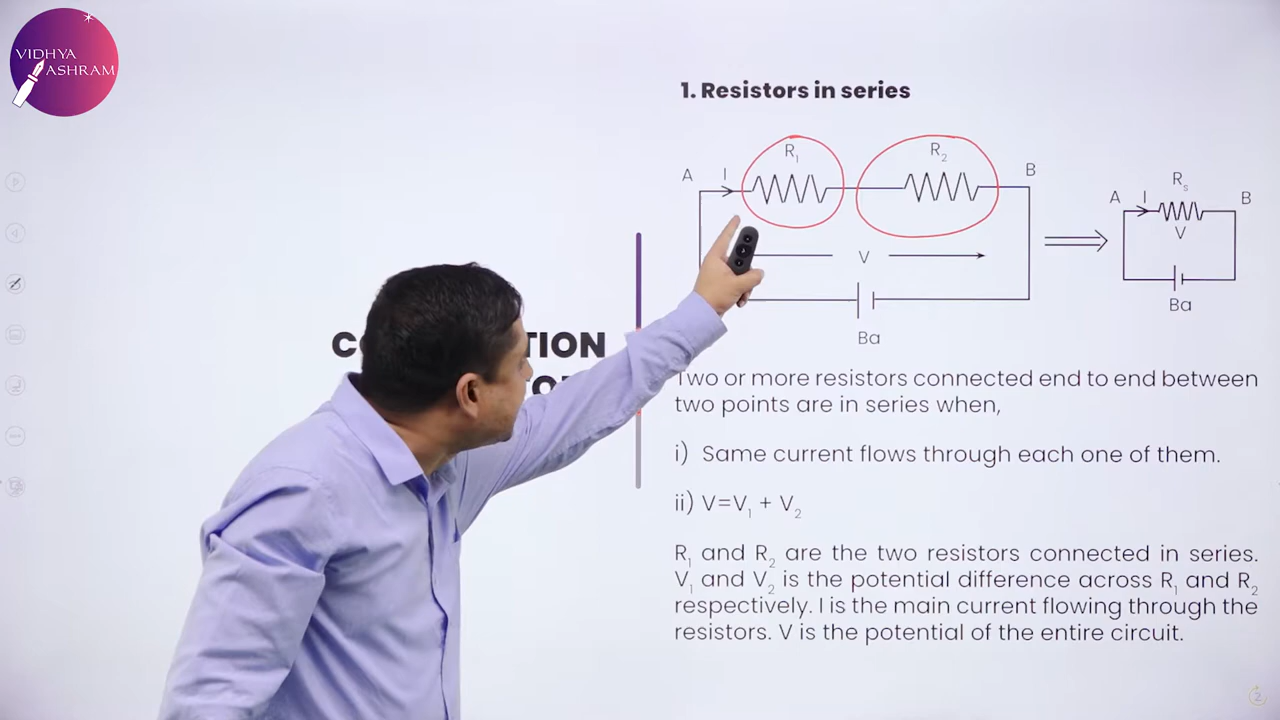 VIDHYA
ASHRAM
1. Resistors in series
R1 R2
A I B
V
Ba
Rs
A I B
V
Ba
TION
Two or more resistors connected end to end between
two points are in series when,
i) Same current flows through each one of them.
ii) V=V1 + V2
R1 and R2 are the two resistors connected in series.
V1 and V2 is the potential difference across R1 and R2
respectively. I is the main current flowing through the
resistors. V is the potential of the entire circuit.
2